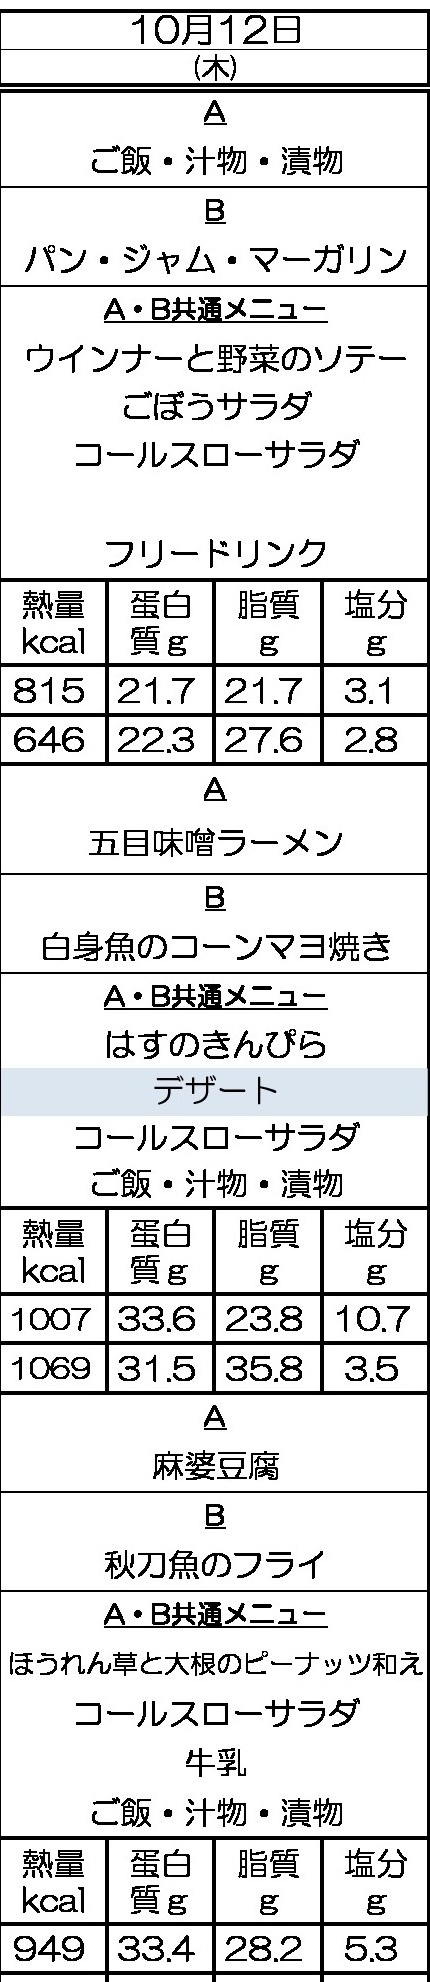 10月12日
(木)
A
ご飯・汁物・漬物
B
パン・ジャム・マーガリン
A・B共通メニュー
ウインナーと野菜のソテー
ごぼうサラダ
コールスローサラダ
フリードリンク
熱量 蛋白 脂質 塩分
kcal 質g g g
815 21.7 21.7 3.1
646 22.3 27.6 2.8
A
五目味噌ラーメン
B
白身魚のコーンマヨ焼き
A・B共通メニュー
はすのきんぴら
デザート
コールスローサラダ
ご飯・汁物・漬物
熱量 蛋白 脂質 塩分
kcal 質g g g
1007 33.6 23.8 10.7
1069 31.5 35.8 3.5
A
麻婆豆腐
B
秋刀魚のフライ
A・B共通メニュー
ほうれん草と大根のピーナッツ和え
コールスローサラダ
牛乳
ご飯・汁物・漬物
熱量 蛋白 脂質 塩分
kcal 質g g g
949 33.4 28.2 5.3